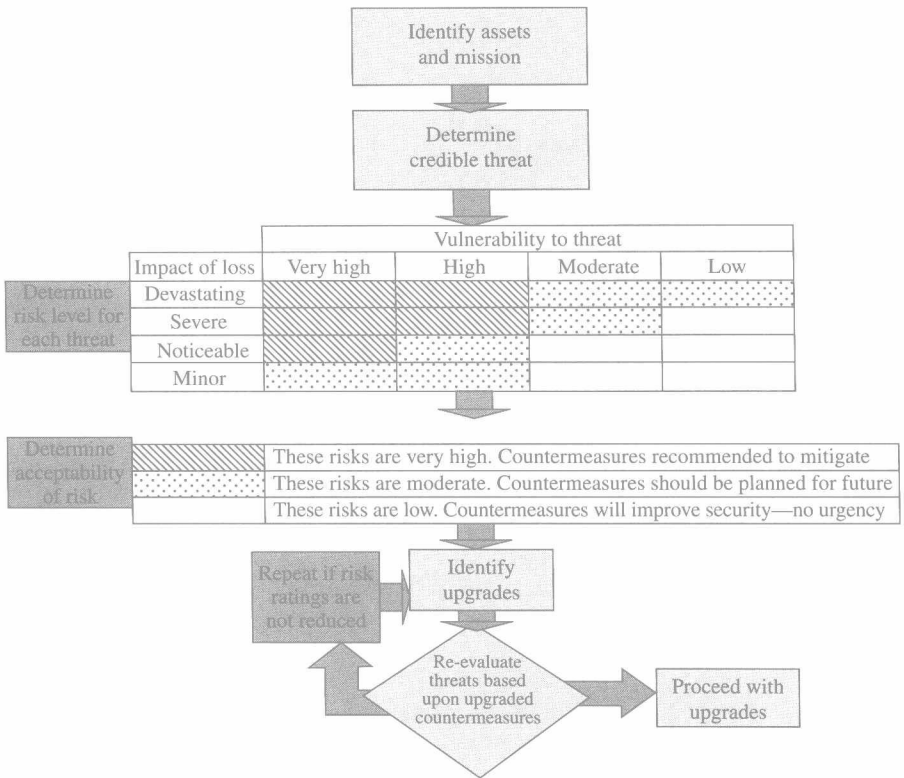 Identify assets
and mission
Determine
credible threat
Vulnerability to threat
Impact of loss Very high High Moderate Low
Determine
risk level for
each threat
Devastating
Severe
Noticeable
Minor
Determine
acceptability
of risk
These risks are very high. Countermeasures recommended to mitigate
These risks are moderate. Countermeasures should be planned for future
These risks are low. Countermeasures will improve security—no urgency
Repeat if risk
ratings are
not reduced
Identify
upgrades
Re-evaluate
threats based
upon upgraded
countermeasures
Proceed with
upgrades